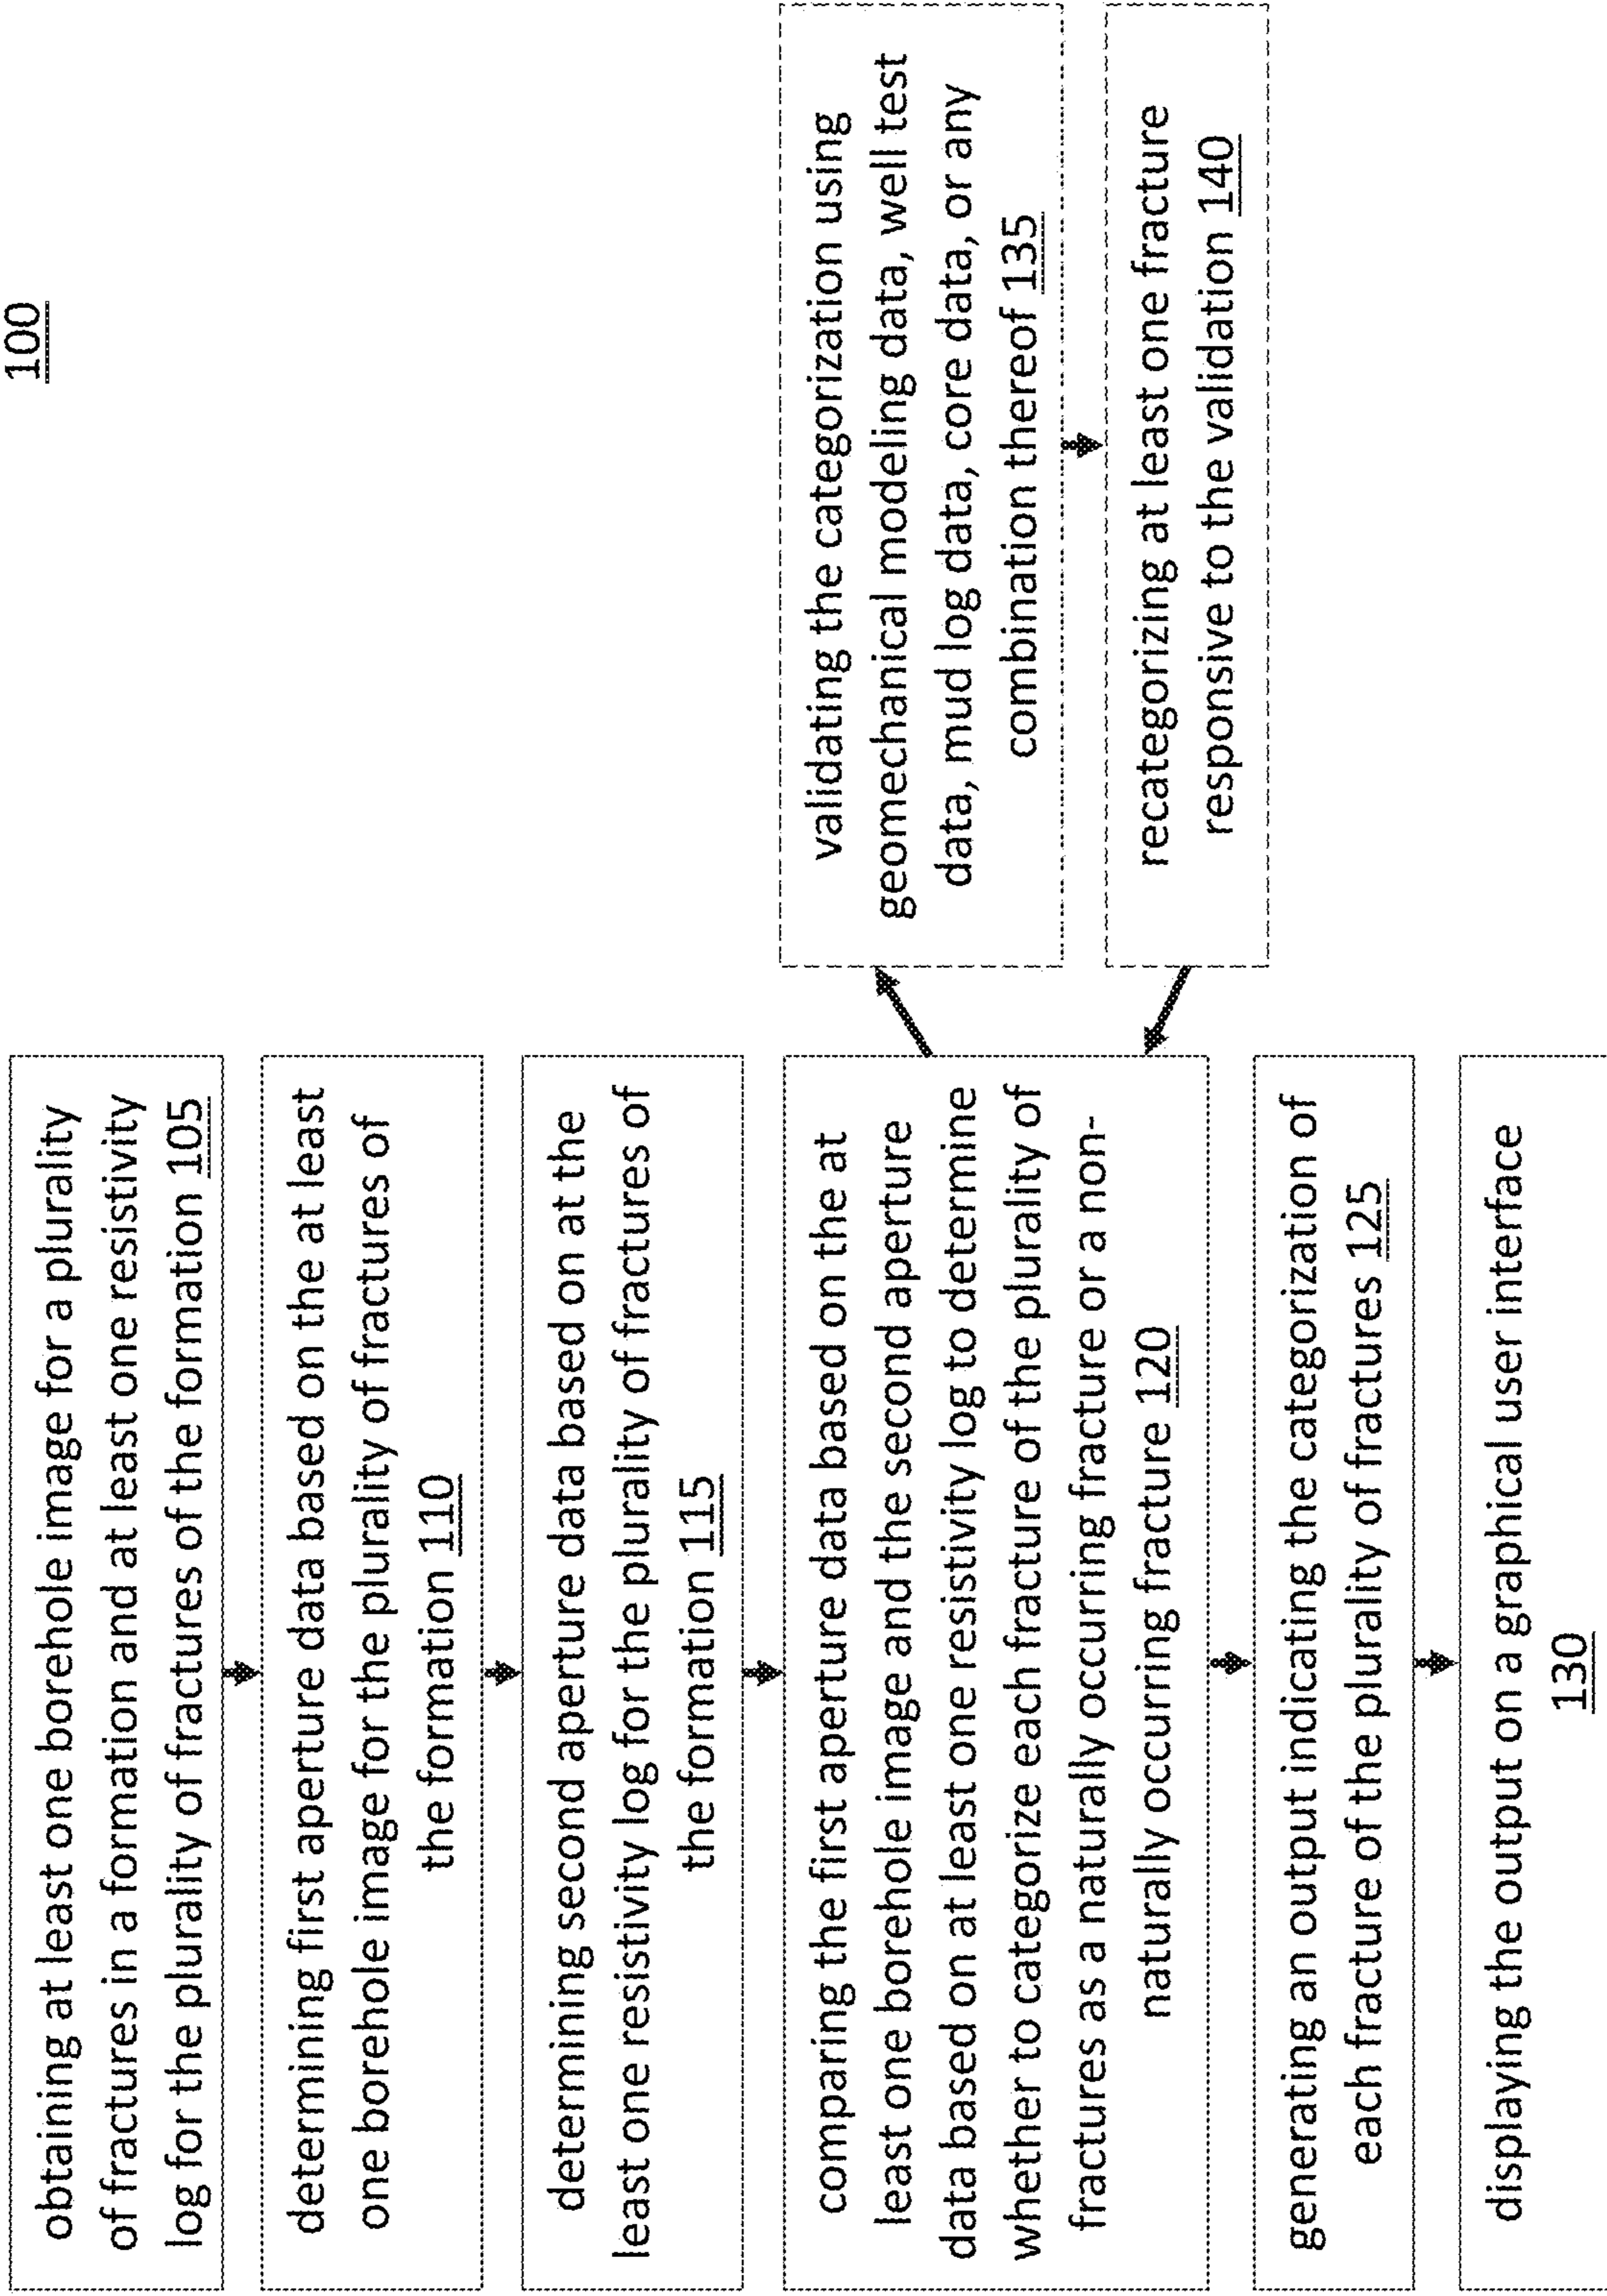 100
obtaining at least one borehole image for a plurality
of fractures in a formation and at least one resistivity
log for the plurality of fractures of the formation 105
determining first aperture data based on the at least
one borehole image for the plurality of fractures of
the formation 110
determining second aperture data based on at the
least one resistivity log for the plurality of fractures of
the formation 115
comparing the first aperture data based on the at
least one borehole image and the second aperture
data based on at least one resistivity log to determine
whether to categorize each fracture of the plurality of
fractures as a naturally occurring fracture or a non-
naturally occurring fracture 120
validating the categorization using
geomechanical modeling data, well test
data, mud log data, core data, or any
combination thereof 135
recategorizing at least one fracture
responsive to the validation 140
generating an output indicating the categorization of
each fracture of the plurality of fractures 125
displaying the output on a graphical user interface
130